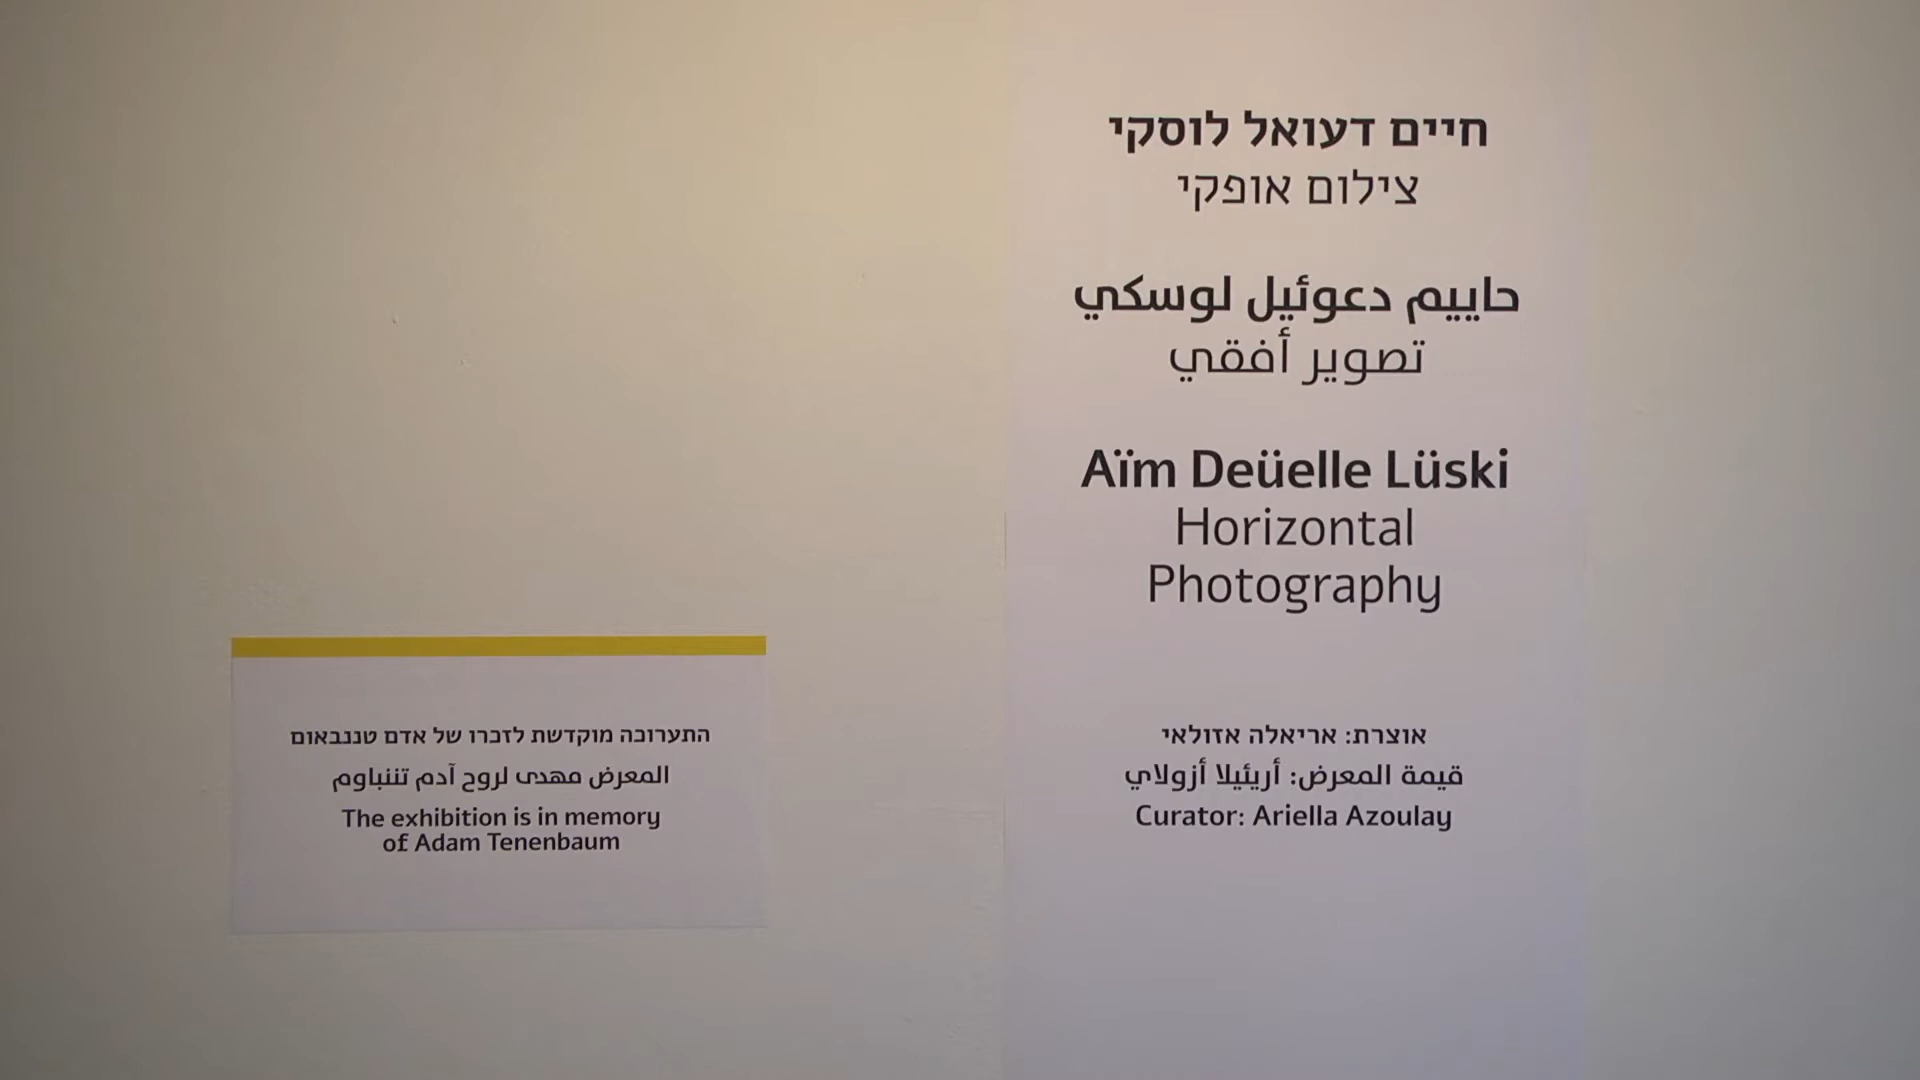 חיים דעואל לוסקי
צילום אופקי
حاييم دعوئيل لوسكي
تصوير أفقي
Aïm Deüelle Lüski
Horizontal
Photography
אוצרת: אריאלה אזולאי
قيمة المعرض: أريئيلا أزولاي
Curator: Ariella Azoulay
התערוכה מוקדשת לזכרו של אדם טננבאום
المعرض مهدى لروح آدم تننباوم
The exhibition is in memory
of Adam Tenenbaum